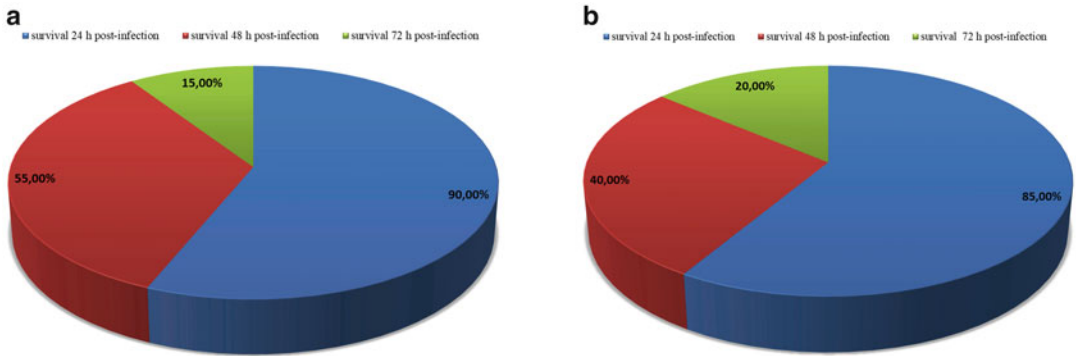 a
survival 24 h post-infection survival 48 h post-infection survival 72 h post-infection
15,00%
55,00%
90,00%
b
survival 24 h post-infection survival 48 h post-infection survival 72 h post-infection
20,00%
40,00%
85,00%